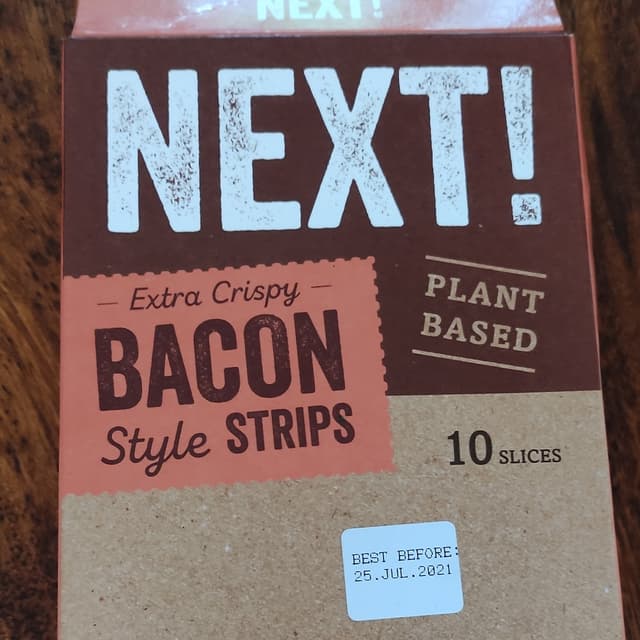 NEXT!
NEXT!
— Extra Crispy —
BACON
Style STRIPS
PLANT
BASED
10 SLICES
BEST BEFORE:
25.JUL.2021